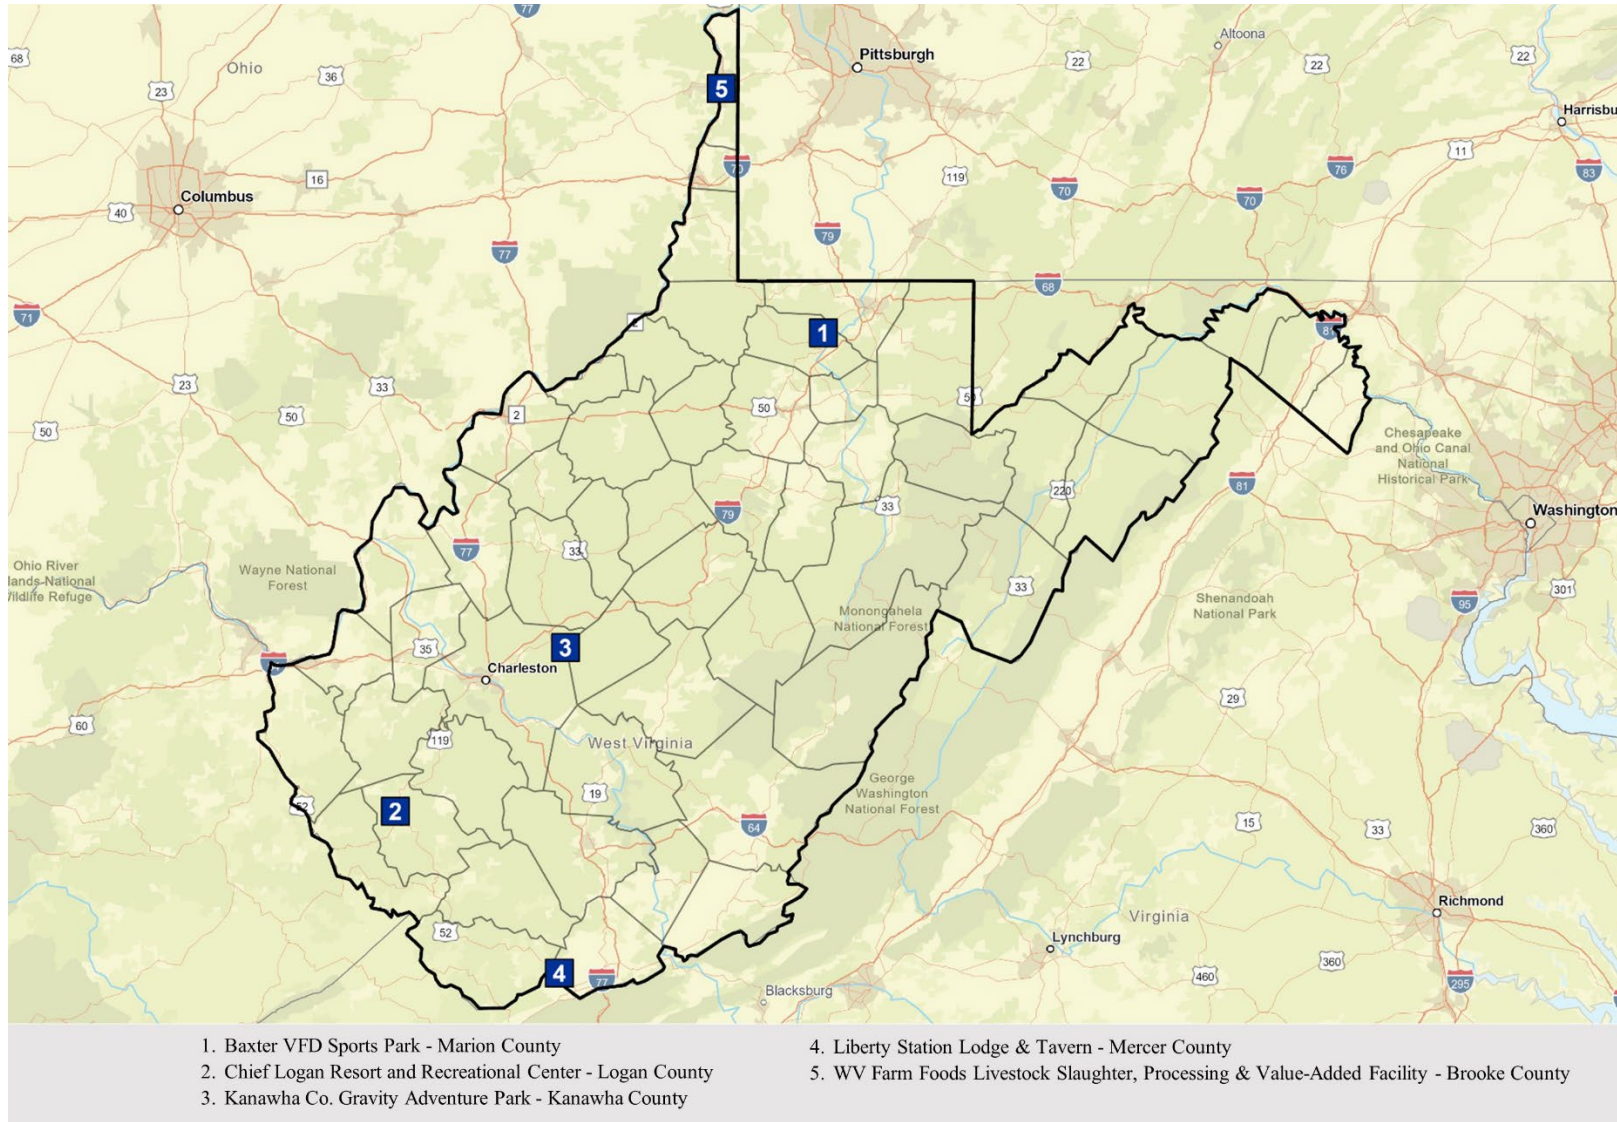 77
Pittsburgh
Altoona
22
22
22
68
Ohio
36
23
5
Harrisbu
11
70
119
76
83
16
70
70
Columbus
40
79
77
68
71
2
1
81
23
33
50
50
2
50
50
Chesapeake
and Ohio Canal
National
Historical Park
220
81
79
33
Washington
77
33
Ohio River
lands National
Wildlife Refuge
Wayne National
Forest
33
301
Shenandoah
National Park
95
Monongahela
National Forest
35
3
Charleston
29
60
119
West Virginia
George
Washington
National Forest
52
2
19
64
15
33
360
Richmond
Virginia
52
Lynchburg
360
4
77
460
295
Blacksburg
1. Baxter VFD Sports Park - Marion County
2. Chief Logan Resort and Recreational Center - Logan County
3. Kanawha Co. Gravity Adventure Park - Kanawha County
4. Liberty Station Lodge & Tavern - Mercer County
5. WV Farm Foods Livestock Slaughter, Processing & Value-Added Facility - Brooke County